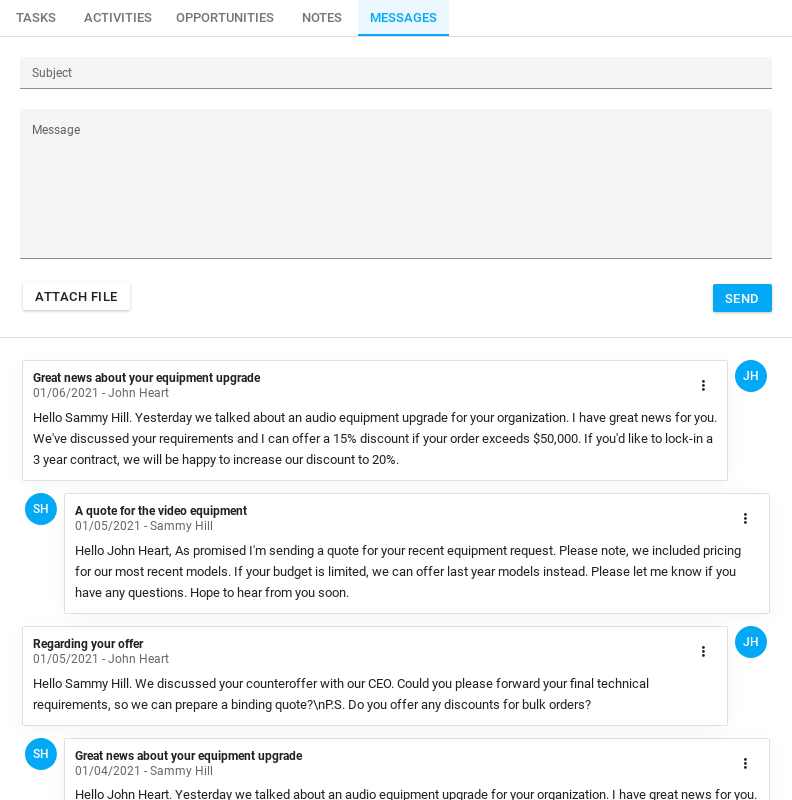 TASKS ACTIVITIES OPPORTUNITIES NOTES MESSAGES
Subject
Message
ATTACH FILE SEND
Great news about your equipment upgrade
01/06/2021 - John Heart
JH
Hello Sammy Hill. Yesterday we talked about an audio equipment upgrade for your organization. I have great news for you.
We've discussed your requirements and I can offer a 15% discount if your order exceeds $50,000. If you'd like to lock-in a
3 year contract, we will be happy to increase our discount to 20%.
SH
A quote for the video equipment
01/05/2021 - Sammy Hill
Hello John Heart, As promised I'm sending a quote for your recent equipment request. Please note, we included pricing
for our most recent models. If your budget is limited, we can offer last year models instead. Please let me know if you
have any questions. Hope to hear from you soon.
Regarding your offer
01/05/2021 - John Heart
JH
Hello Sammy Hill. We discussed your counteroffer with our CEO. Could you please forward your final technical
requirements, so we can prepare a binding quote?\nP.S. Do you offer any discounts for bulk orders?
SH
Great news about your equipment upgrade
01/04/2021 - Sammy Hill
Hello John Heart. Yesterday we talked about an audio equipment upgrade for your organization. I have great news for you.